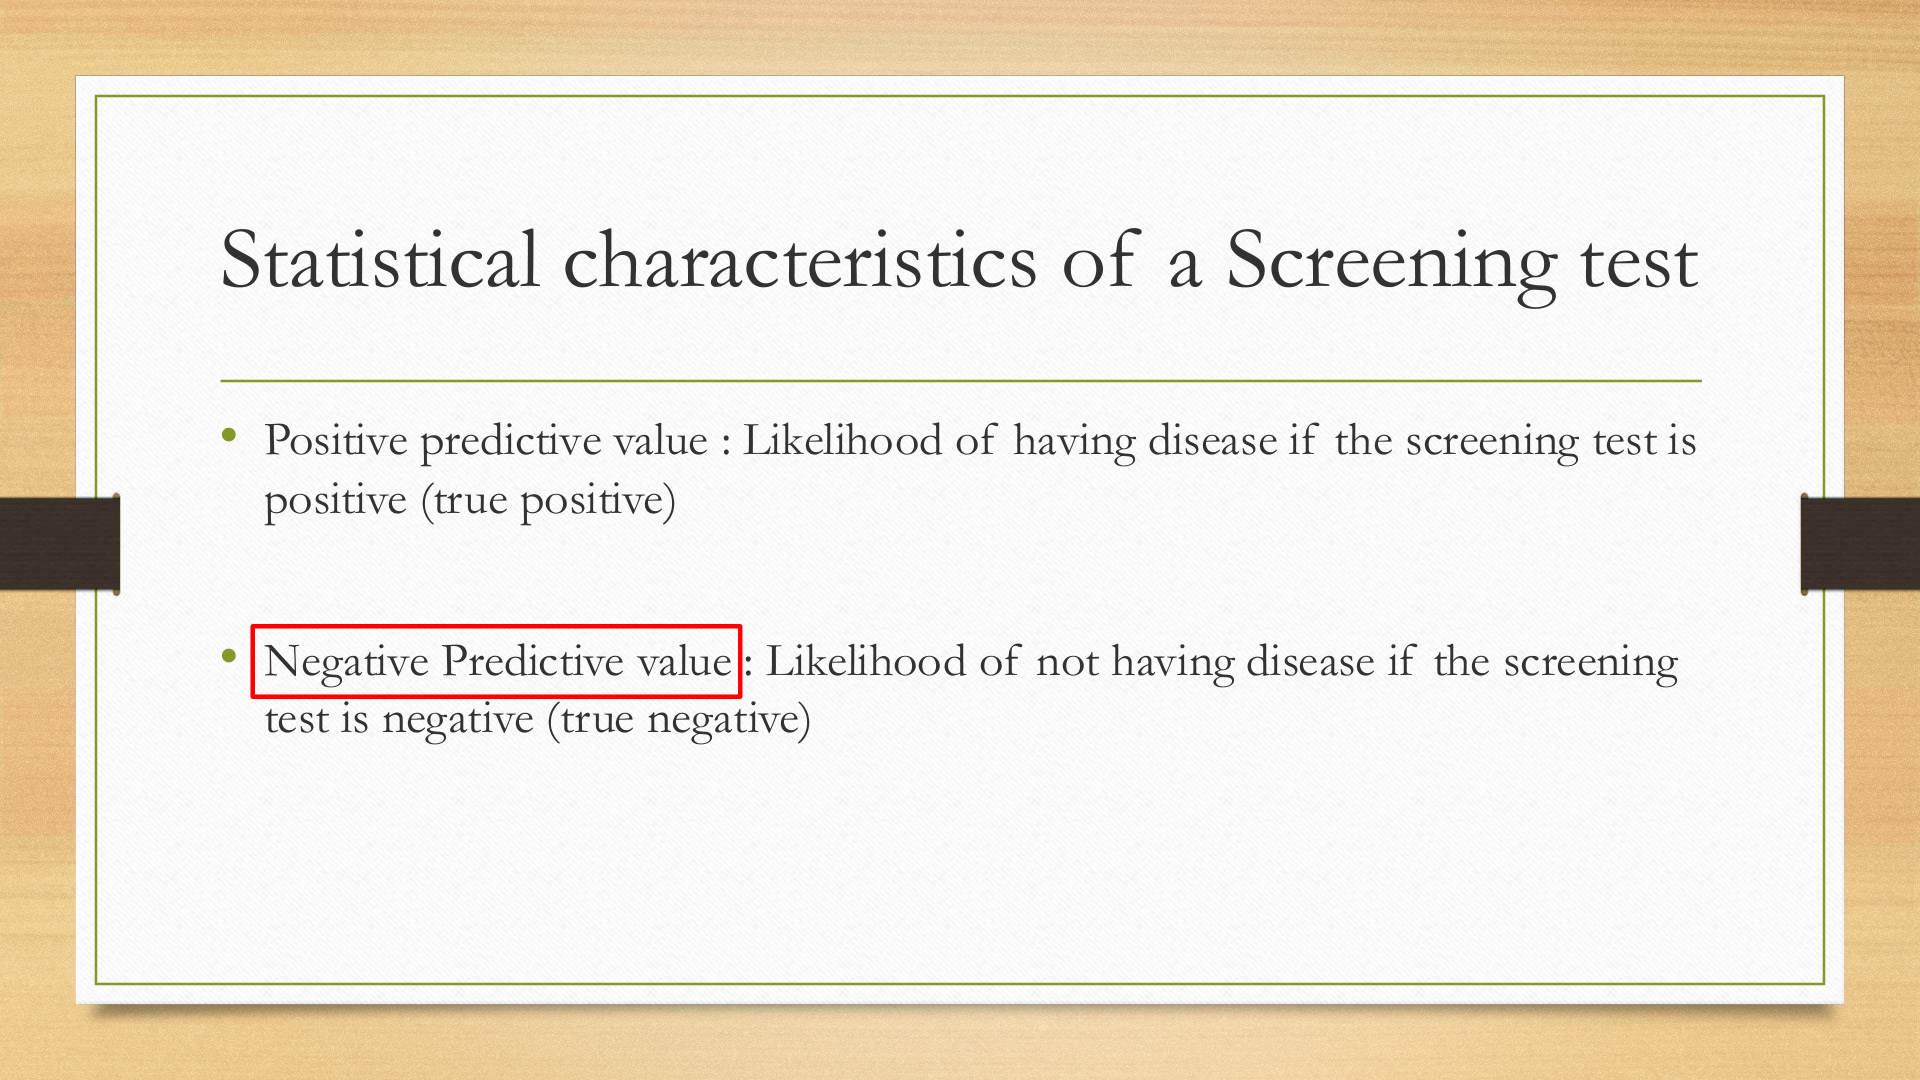 Statistical characteristics of a Screening test
• Positive predictive value : Likelihood of having disease if the screening test is
positive (true positive)
• Negative Predictive value : Likelihood of not having disease if the screening
test is negative (true negative)